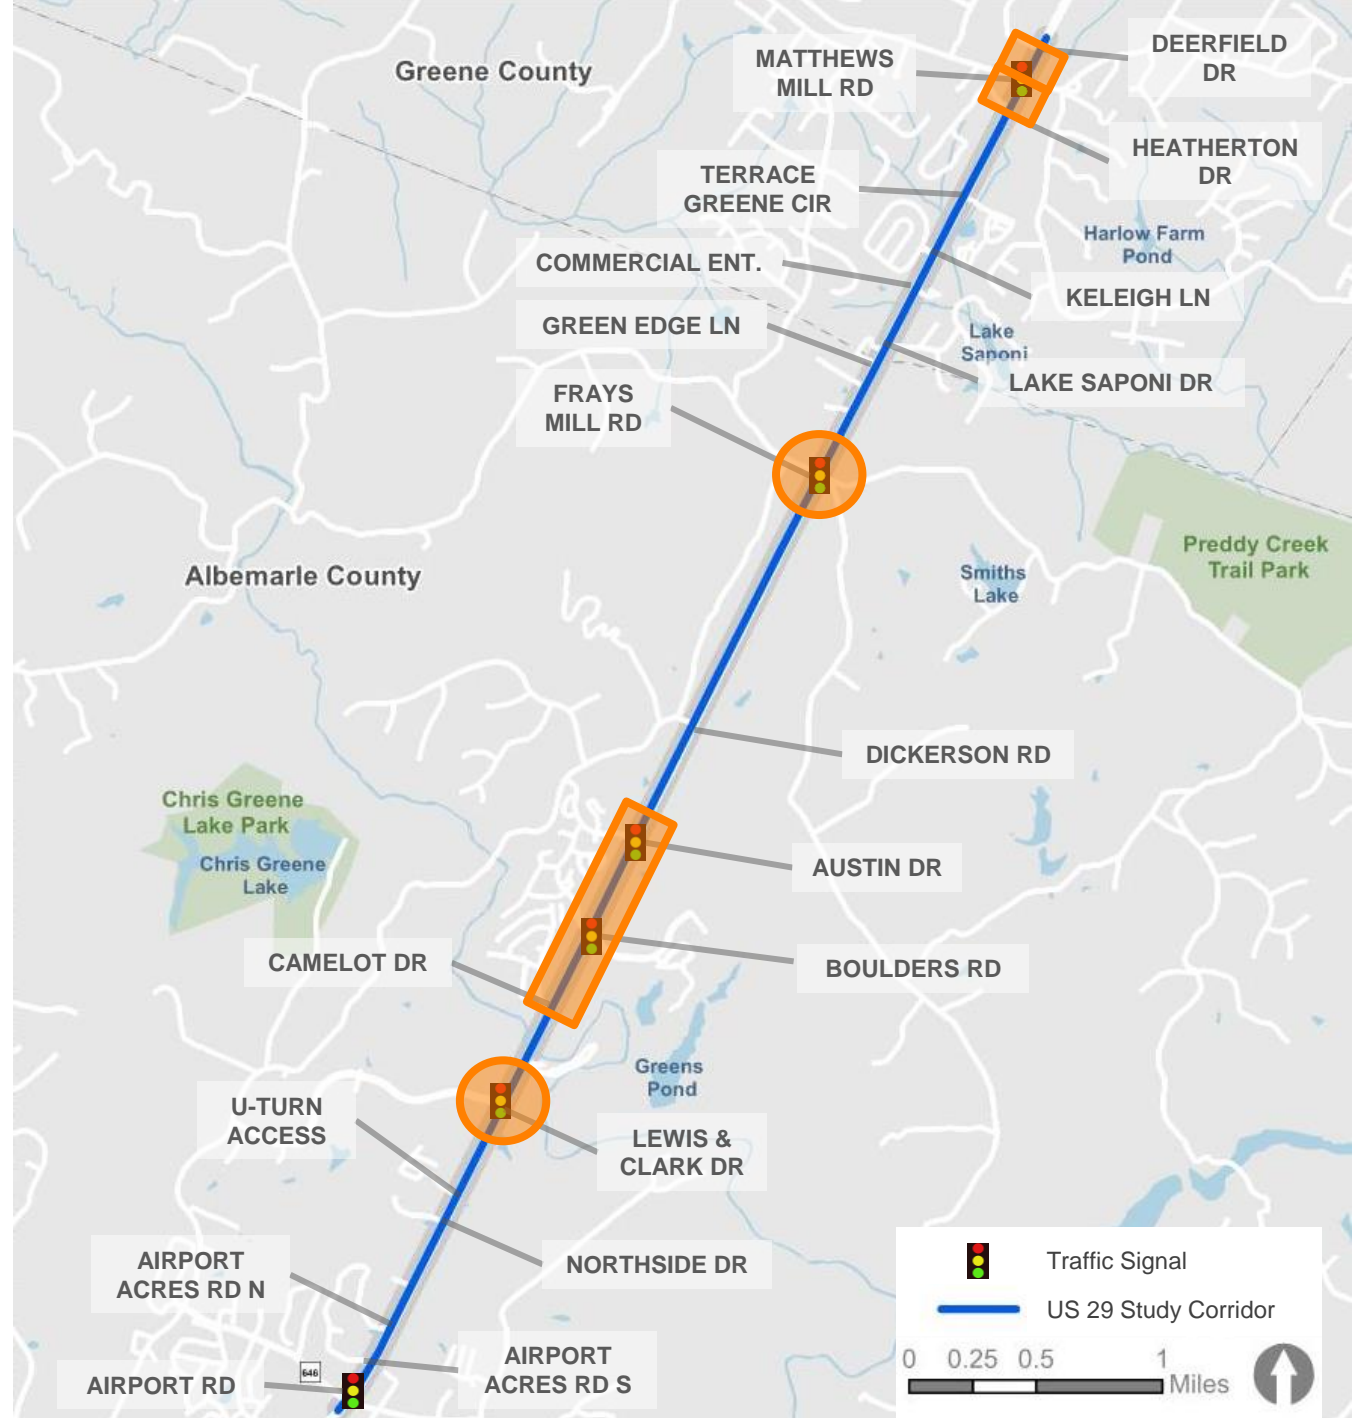 Greene County
MATTHEWS
MILL RD
DEERFIELD
DR
HEATHERTON
DR
TERRACE
GREENE CIR
Harlow Farm
Pond
COMMERCIAL ENT.
KELEIGH LN
GREEN EDGE LN
Lake
Saponi
LAKE SAPONI DR
FRAYS
MILL RD
Preddy Creek
Trail Park
Albemarle County
Smiths
Lake
DICKERSON RD
Chris Greene
Lake Park
Chris Greene
Lake
AUSTIN DR
CAMELOT DR
BOULDERS RD
Greens
Pond
U-TURN
ACCESS
LEWIS &
CLARK DR
AIRPORT
ACRES RD N
NORTHSIDE DR
AIRPORT
ACRES RD S
646
AIRPORT RD
Traffic Signal
US 29 Study Corridor
0 0.25 0.5 1
Miles